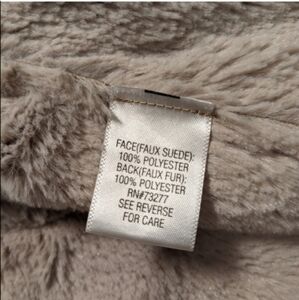 FACE(FAUX SUEDE):
100% POLYESTER
BACK(FAUX FUR):
100% POLYESTER
RN#73277
SEE REVERSE
FOR CARE